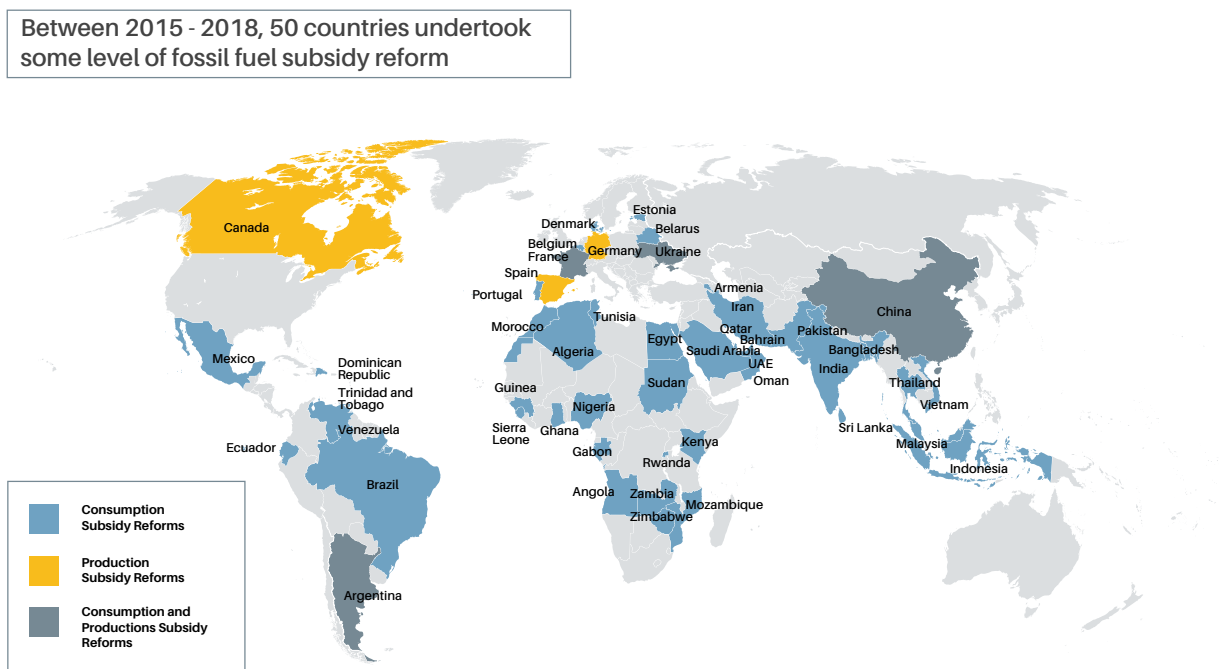 Between 2015 - 2018, 50 countries undertook
some level of fossil fuel subsidy reform
Canada
Mexico
Dominican
Republic
Trinidad and
Tobago
Venezuela
Ecuador
Brazil
Argentina
Estonia
Denmark
Belarus
Belgium
Germany
Ukraine
France
Spain
Portugal
Armenia
Iran
China
Tunisia
Morocco
Algeria
Egypt
Qatar
Bahrain
Pakistan
Saudi Arabia
Bangladesh
UAE
India
Oman
Sudan
Thailand
Vietnam
Guinea
Nigeria
Sierra
Leone
Ghana
Gabon
Kenya
Rwanda
Sri Lanka
Malaysia
Indonesia
Angola
Zambia
Mozambique
Zimbabwe
Consumption
Subsidy Reforms
Production
Subsidy Reforms
Consumption and
Productions Subsidy
Reforms